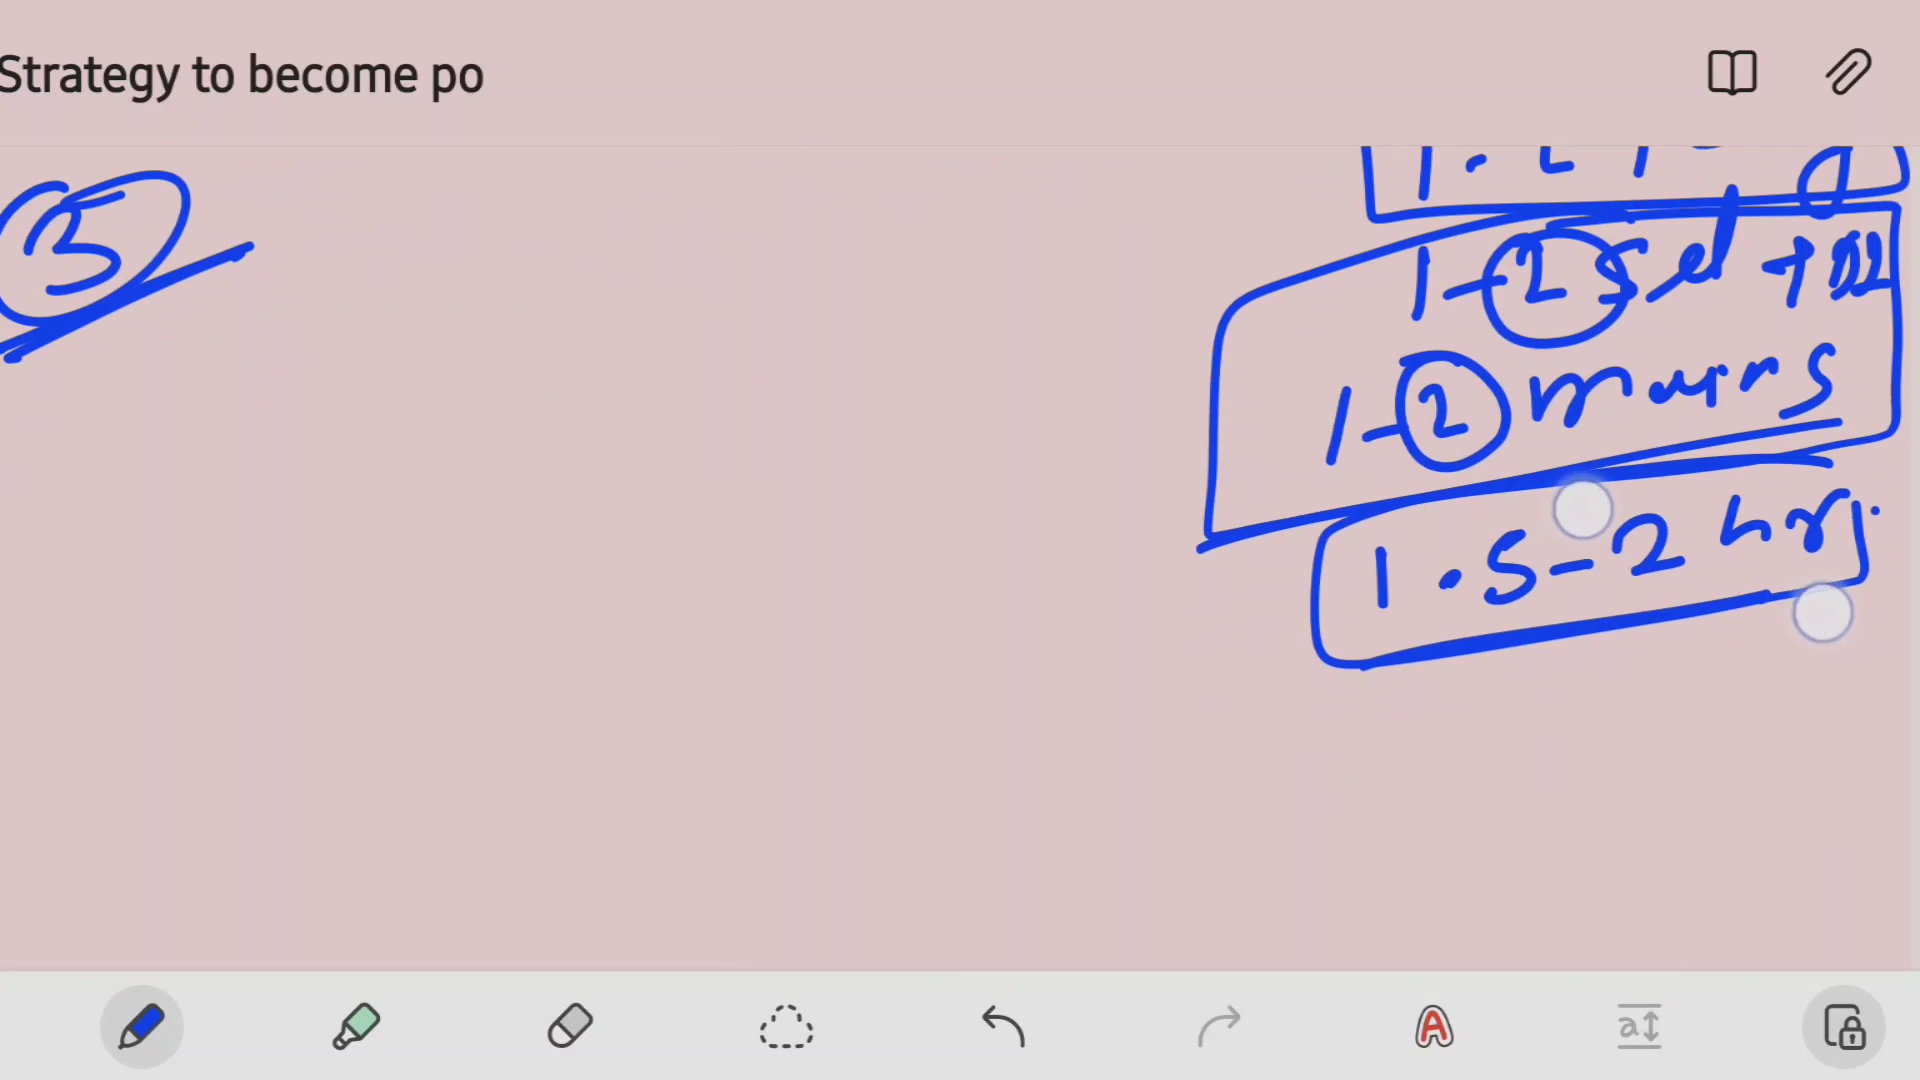 Strategy to become po
5
1-2 set +
1-2 mains
1.5-2 hrs.